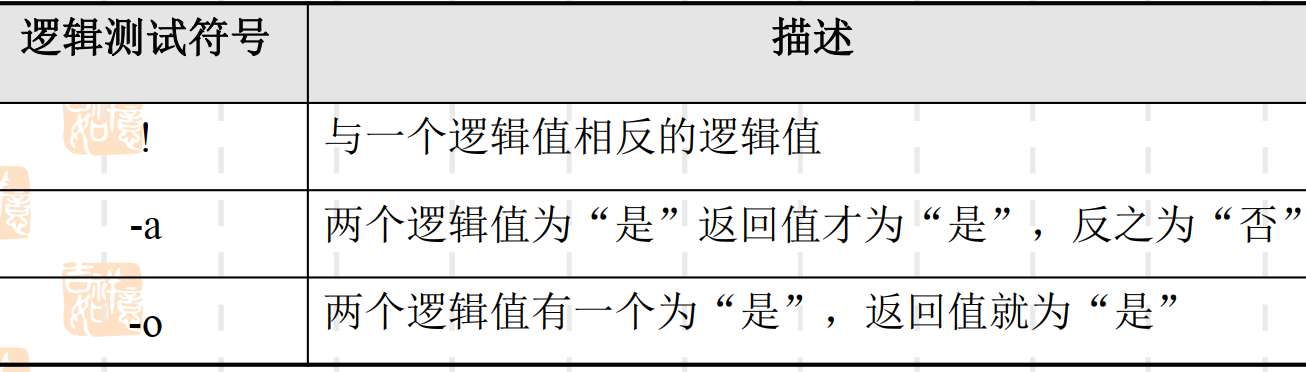 逻辑测试符号 描述
! 与一个逻辑值相反的逻辑值
-a 两个逻辑值为“是”返回值才为“是”，反之为“否”
-o 两个逻辑值有一个为“是”，返回值就为“是”